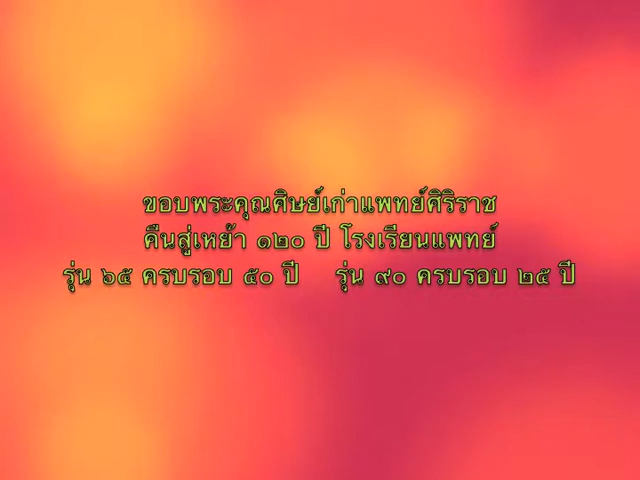 ขอบพระคุณศิษย์เก่าแพทย์ศิริราช
คืนสู่เหย้า ๑๒๐ ปี โรงเรียนแพทย์
รุ่น ๖๕ ครบรอบ ๕๐ ปี รุ่น ๙๐ ครบรอบ ๒๕ ปี